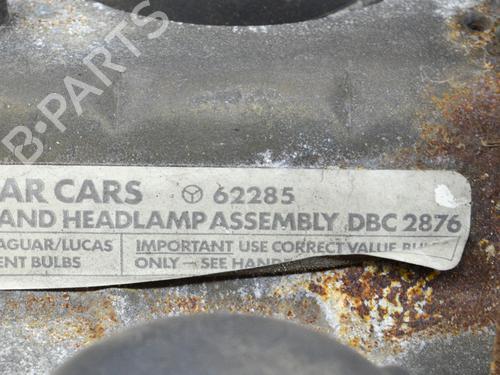 B-PARTS
AR CARS 62285
AND HEADLAMP ASSEMBLY DBC 2876
AGUAR/LUCAS IMPORTANT USE CORRECT VALUE
ENT BULBS ONLY – SEE HAND